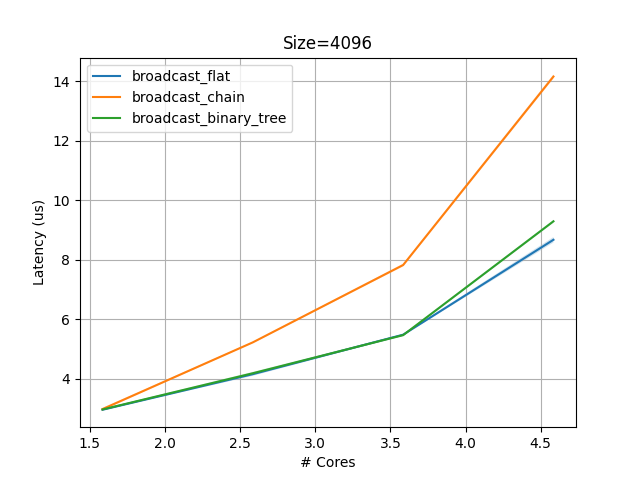 Size=4096
broadcast_flat
broadcast_chain
broadcast_binary_tree
Latency (us)
14
12
10
8
6
4
1.5 2.0 2.5 3.0 3.5 4.0 4.5
# Cores